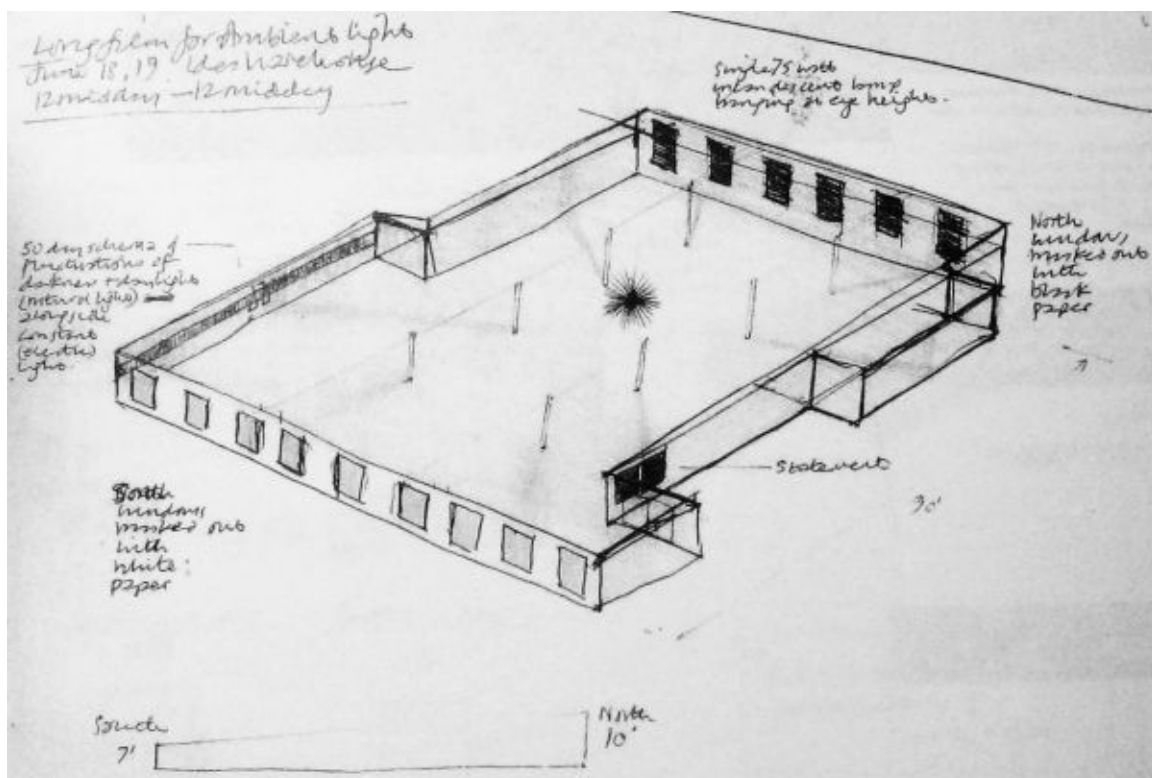 Long film for Ambient light
June 18, 19 Idea Warehouse
12 midday — 12 midday
Single 75 watt
incandescent lamp
hanging at eye height.
50 day schema of
fluctuations of
darkness + daylight
(natural light)
alongside
constant
(electric)
light.
North
windows
masked out
with
black
paper
Statement
30'
South
windows
masked out
with
white
paper
South
7'
North
10'